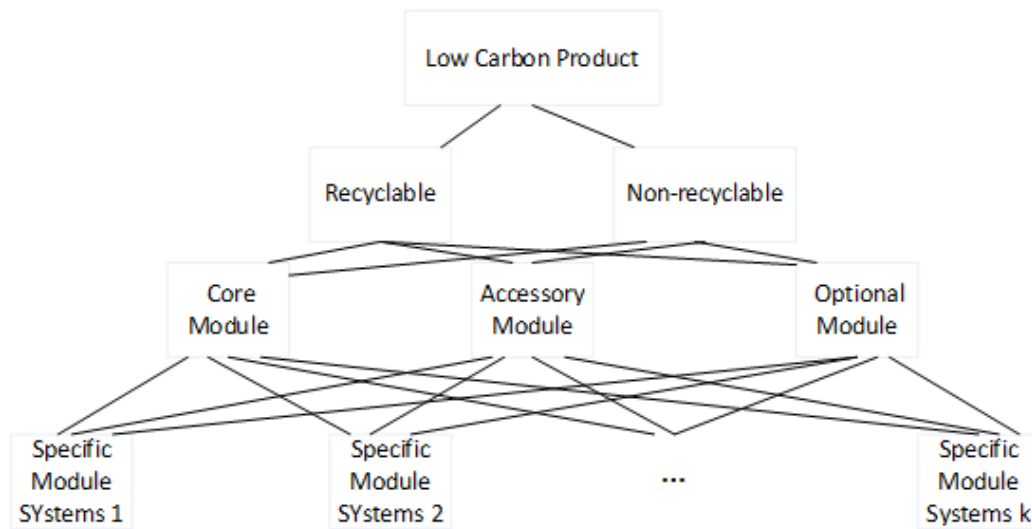 Low Carbon Product
Recyclable
Non-recyclable
Core
Module
Accessory
Module
Optional
Module
Specific
Module
SYstems 1
Specific
Module
SYstems 2
...
Specific
Module
Systems k